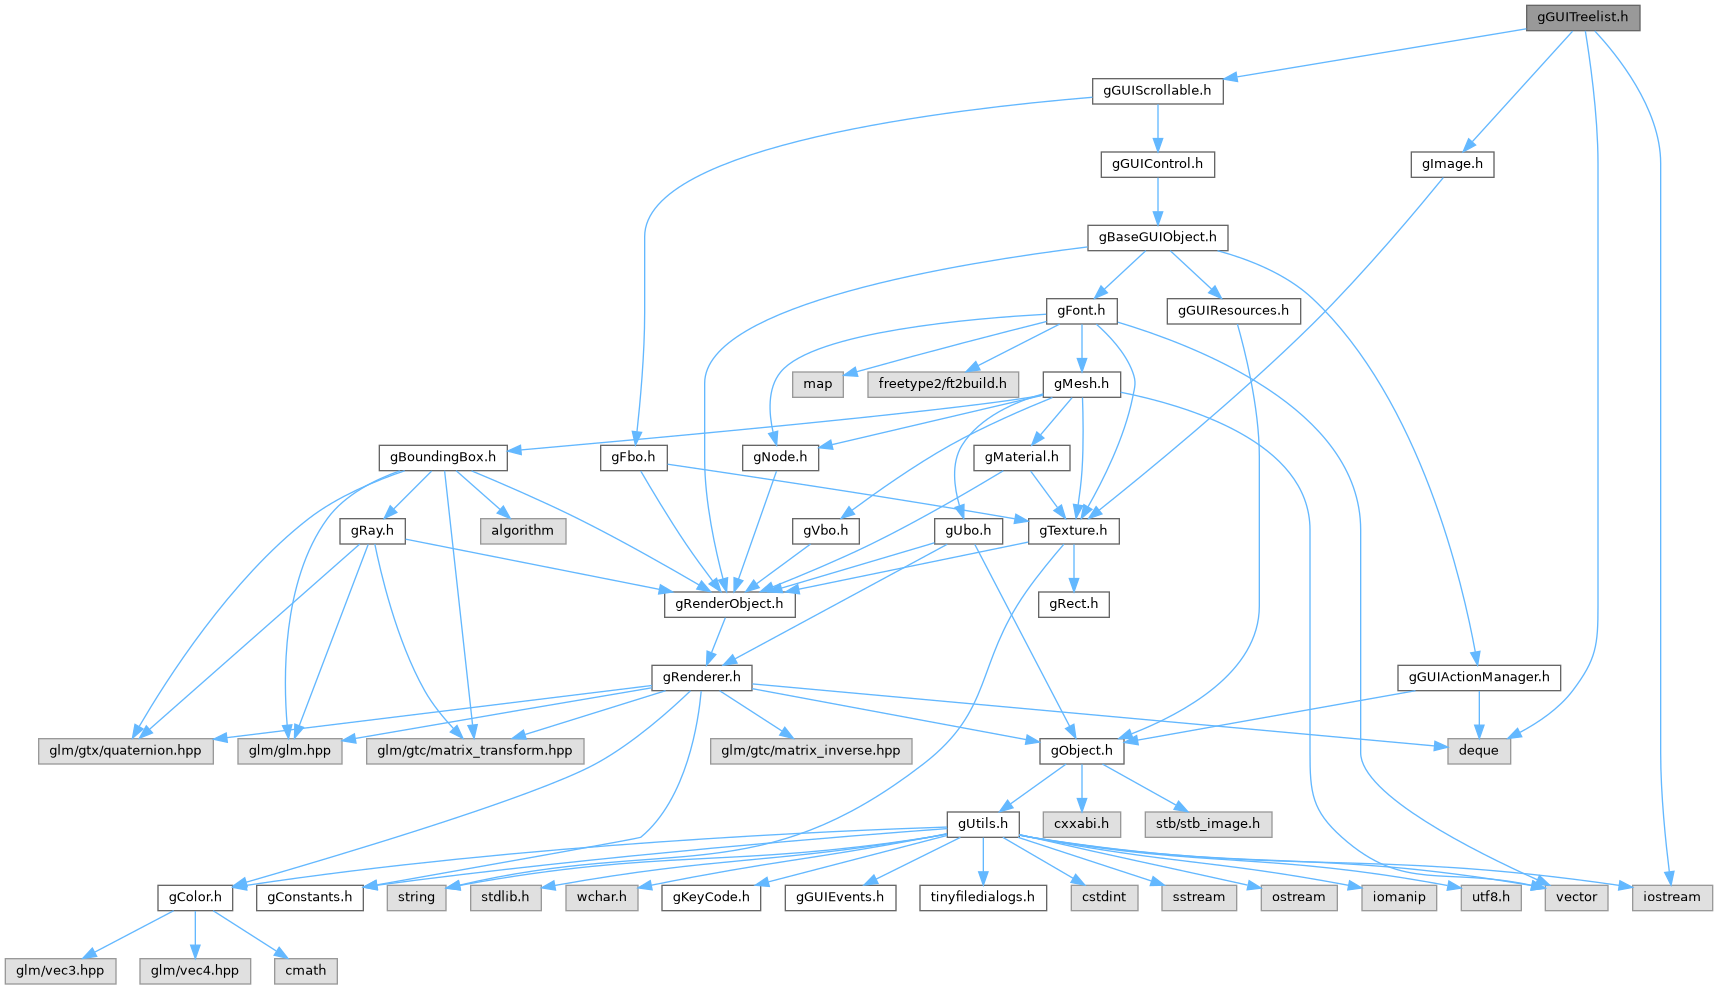 gGUITreelist.h
gGUIScrollable.h
gGUIControl.h
gImage.h
gBaseGUIObject.h
gFont.h
gGUIResources.h
map
freetype2/ft2build.h
gMesh.h
gBoundingBox.h
gFbo.h
gNode.h
gMaterial.h
gRay.h
algorithm
gVbo.h
gUbo.h
gTexture.h
gRenderObject.h
gRect.h
gRenderer.h
gGUIActionManager.h
glm/gtx/quaternion.hpp
glm/glm.hpp
glm/gtc/matrix_transform.hpp
glm/gtc/matrix_inverse.hpp
gObject.h
deque
gUtils.h
cxxabi.h
stb/stb_image.h
gColor.h
gConstants.h
string
stdlib.h
wchar.h
gKeyCode.h
gGUIEvents.h
tinyfiledialogs.h
cstdint
sstream
ostream
iomanip
utf8.h
vector
iostream
glm/vec3.hpp
glm/vec4.hpp
cmath